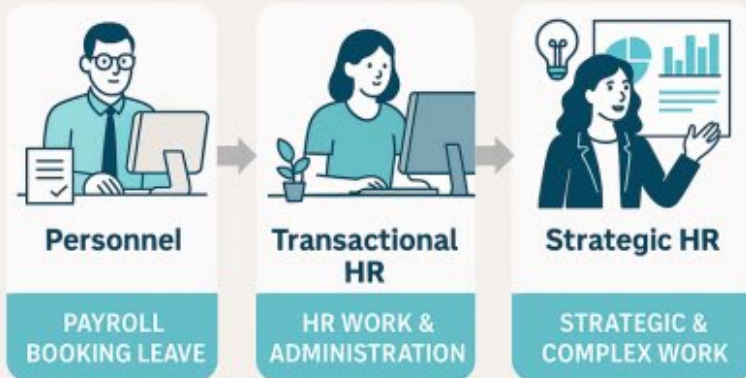 Personnel
PAYROLL
BOOKING LEAVE
Transactional
HR
HR WORK &
ADMINISTRATION
Strategic HR
STRATEGIC &
COMPLEX WORK